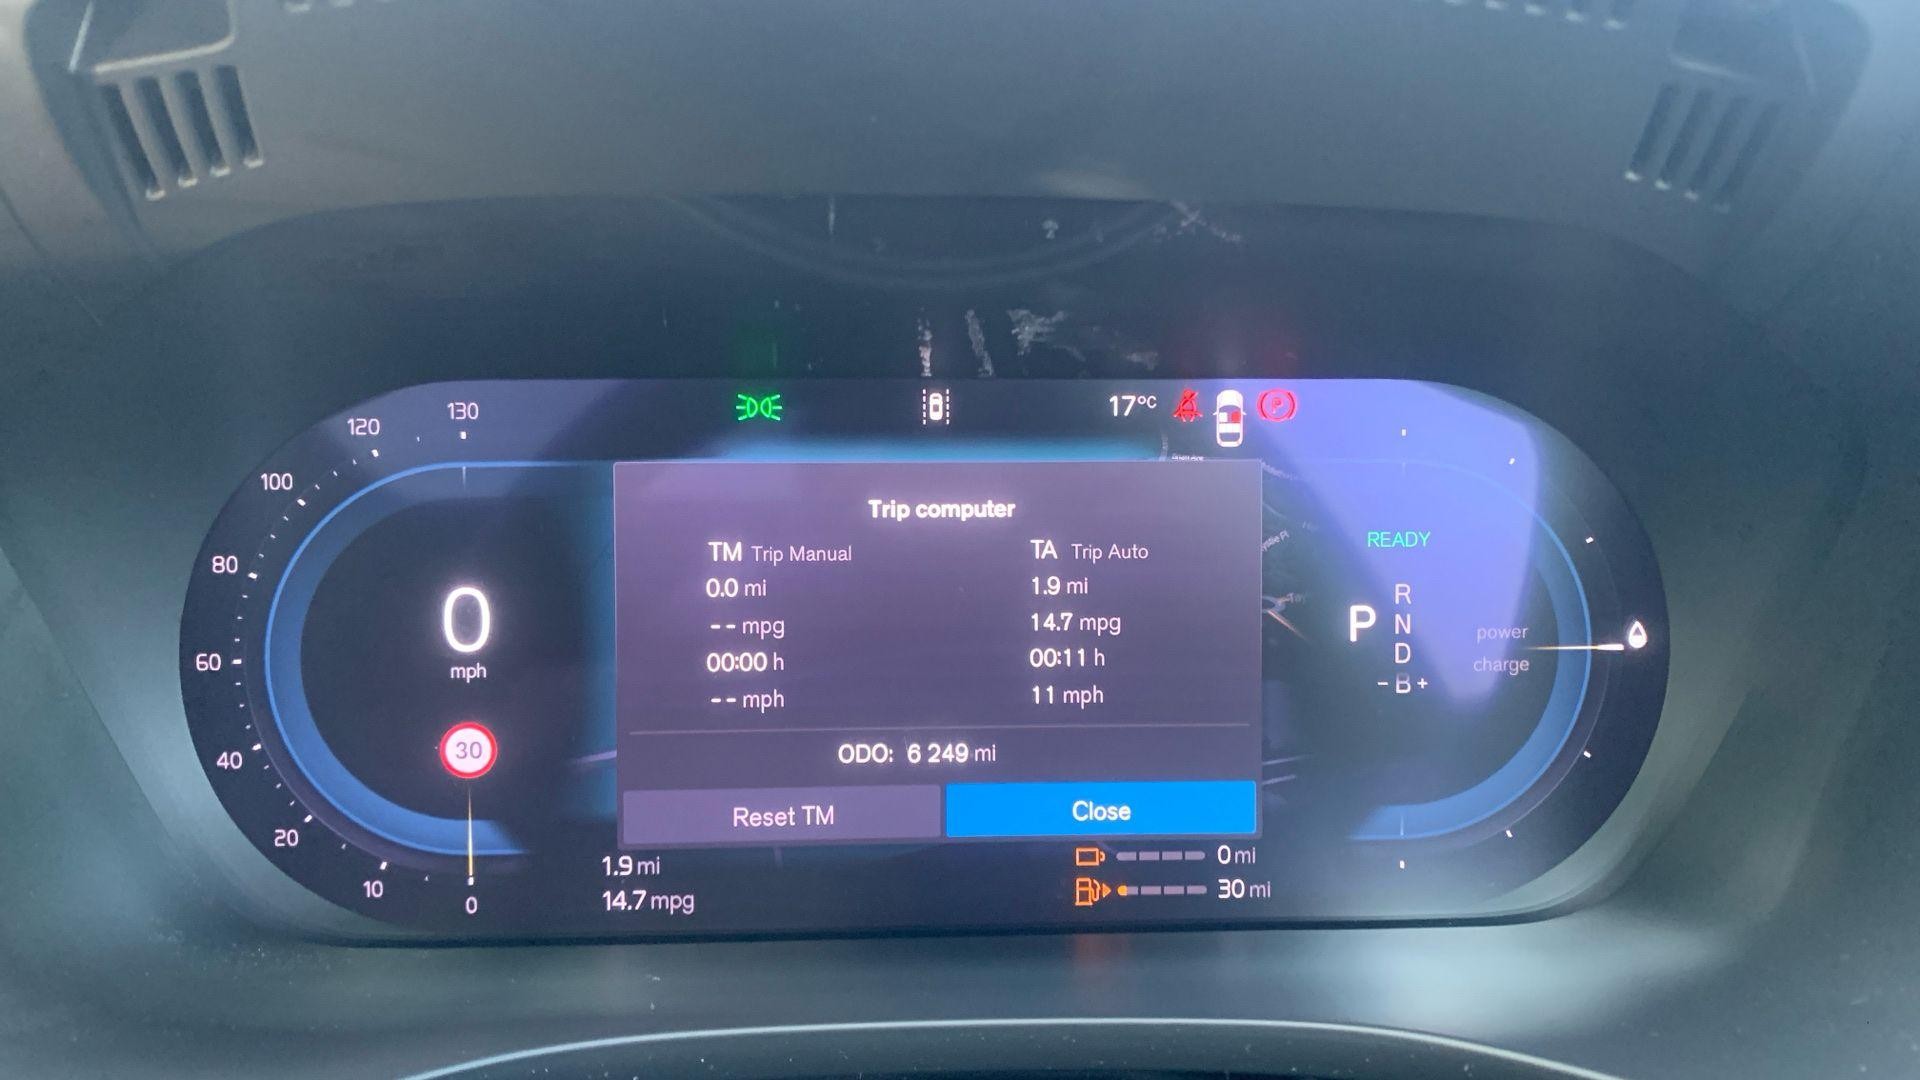 120
130
100
80
60
40
20
10
0
0
mph
30
17°C
P
Trip computer
TM Trip Manual
0.0 mi
-- mpg
00:00 h
-- mph
TA Trip Auto
1.9 mi
14.7 mpg
00:11 h
11 mph
ODO: 6 249 mi
Reset TM
Close
1.9 mi
14.7 mpg
0 mi
30 mi
READY
P
R
N
D
- B +
power
charge